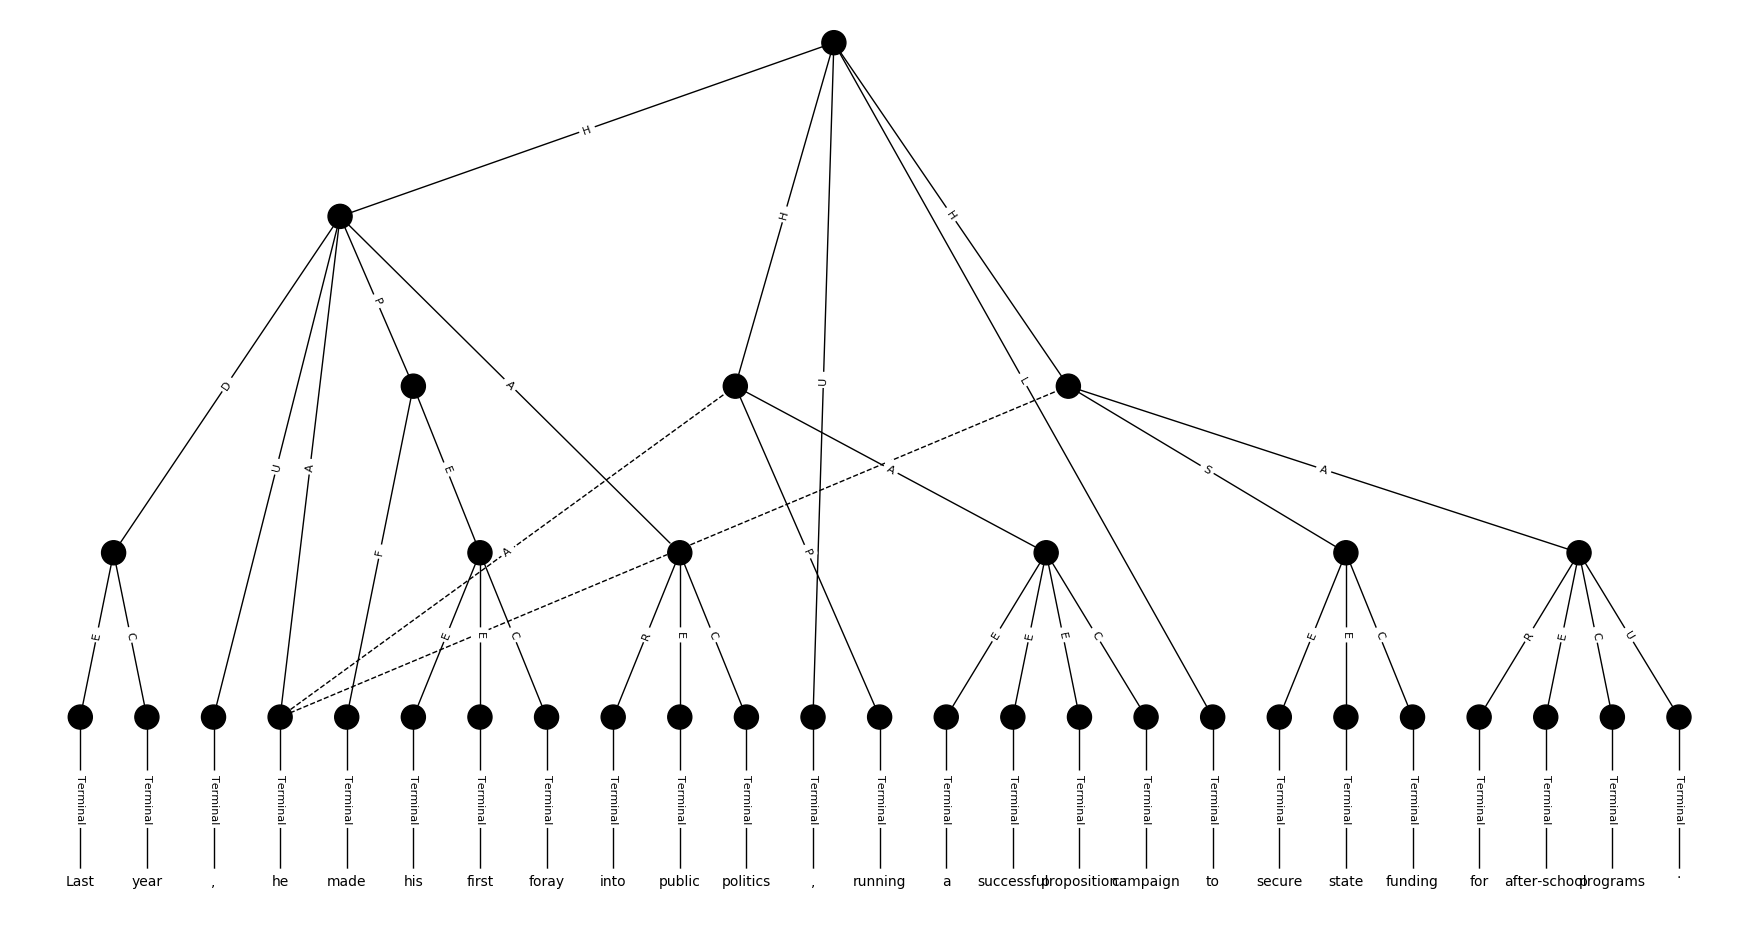 H
H
U
L
H
D
U
A
P
A
F
E
A
P
A
S
A
E
C
E
E
C
R
E
C
E
E
E
C
E
E
C
R
E
C
U
Terminal Terminal Terminal Terminal Terminal Terminal Terminal Terminal Terminal Terminal Terminal Terminal Terminal Terminal Terminal Terminal Terminal Terminal Terminal Terminal Terminal Terminal Terminal Terminal Terminal
Last year , he made his first foray into public politics , running a successful proposition campaign to secure state funding for after-school programs .